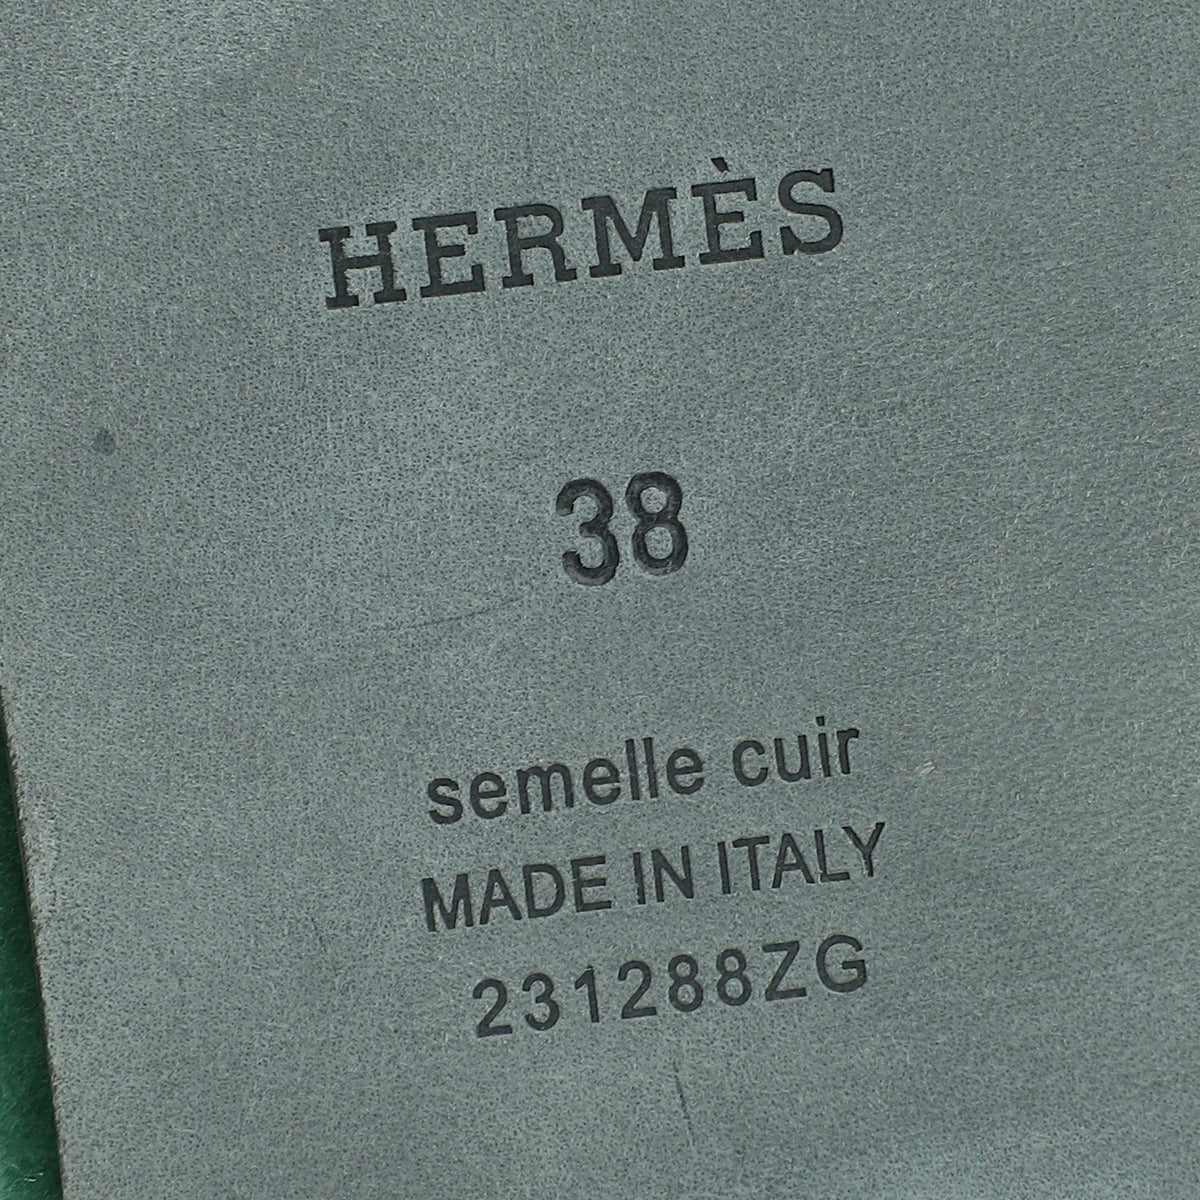 HERMÈS
38
semelle cuir
MADE IN ITALY
231288ZG